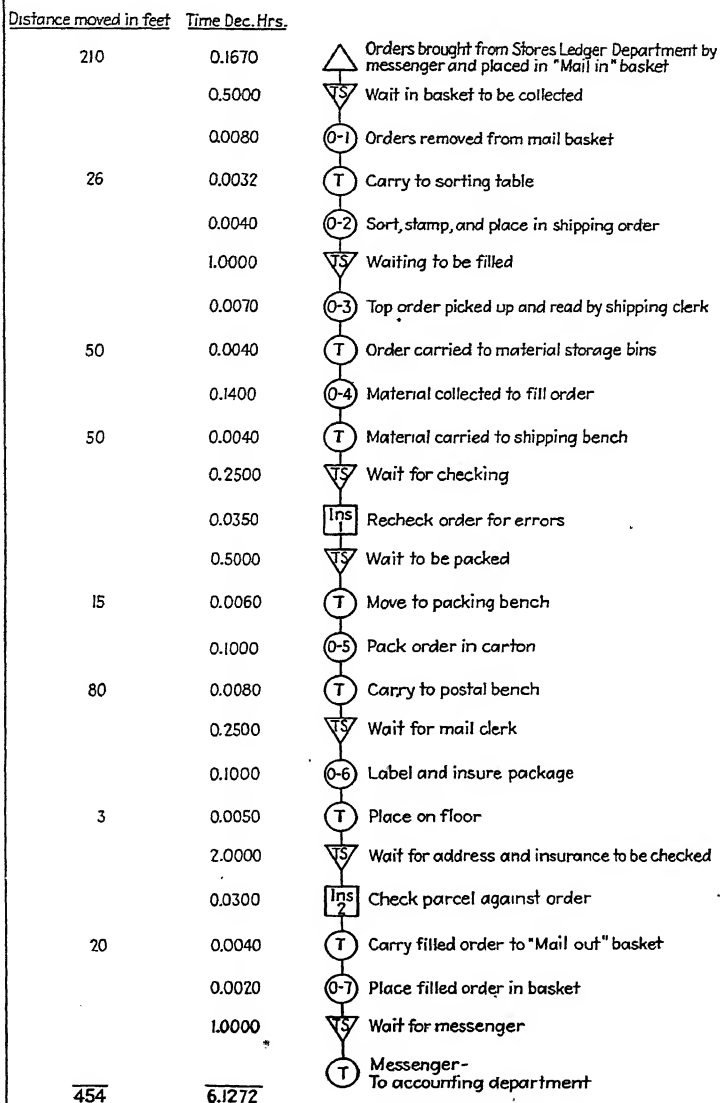 Distance moved in feet Time Dec. Hrs.
210 0.1670 Orders brought from Stores Ledger Department by
messenger and placed in "Mail in" basket
0.5000 TS Wait in basket to be collected
0.0080 0-1 Orders removed from mail basket
26 0.0032 T Carry to sorting table
0.0040 0-2 Sort, stamp, and place in shipping order
1.0000 TS Waiting to be filled
0.0070 0-3 Top order picked up and read by shipping clerk
50 0.0040 T Order carried to material storage bins
0.1400 0-4 Material collected to fill order
50 0.0040 T Material carried to shipping bench
0.2500 TS Wait for checking
0.0350 Ins 1 Recheck order for errors
0.5000 TS Wait to be packed
15 0.0060 T Move to packing bench
0.1000 0-5 Pack order in carton
80 0.0080 T Carry to postal bench
0.2500 TS Wait for mail clerk
0.1000 0-6 Label and insure package
3 0.0050 T Place on floor
2.0000 TS Wait for address and insurance to be checked
0.0300 Ins 2 Check parcel against order
20 0.0040 T Carry filled order to "Mail out" basket
0.0020 0-7 Place filled order in basket
1.0000 TS Wait for messenger
T Messenger-
To accounting department
454 6.1272